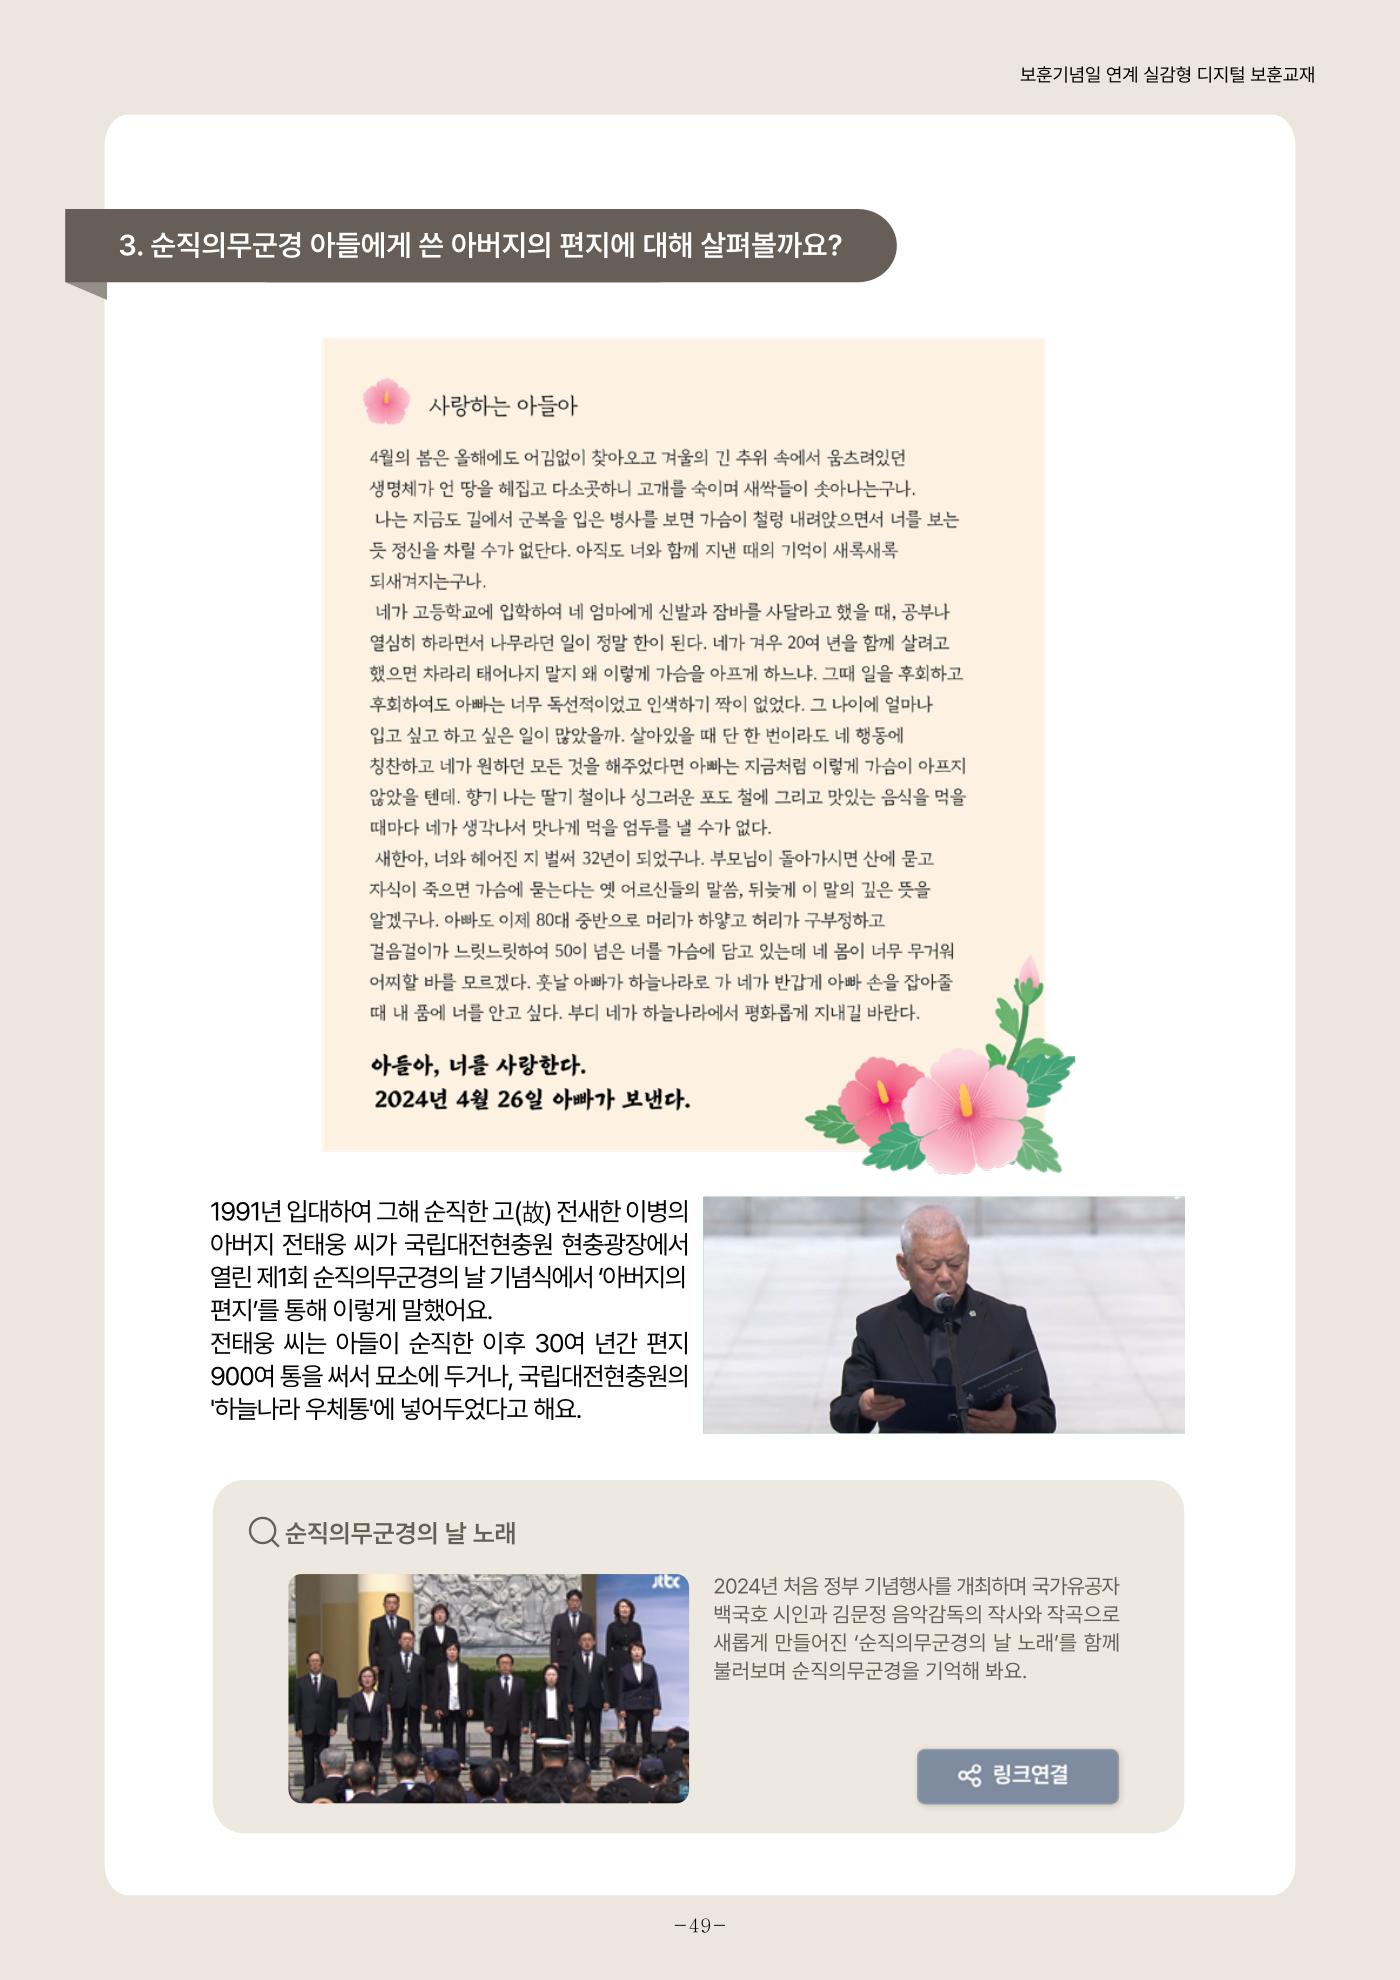 보훈기념일 연계 실감형 디지털 보훈교재
3. 순직의무군경 아들에게 쓴 아버지의 편지에 대해 살펴볼까요?
사랑하는 아들아
4월의 봄은 올해에도 어김없이 찾아오고 겨울의 긴 추위 속에서 움츠려있던
생명체가 언 땅을 헤집고 다소곳하니 고개를 숙이며 새싹들이 솟아나는구나.
나는 지금도 길에서 군복을 입은 병사를 보면 가슴이 철렁 내려앉으면서 너를 보는
듯 정신을 차릴 수가 없단다. 아직도 너와 함께 지낸 때의 기억이 새록새록
되새겨지는구나.
네가 고등학교에 입학하여 네 엄마에게 신발과 잠바를 사달라고 했을 때, 공부나
열심히 하라면서 나무라던 일이 정말 한이 된다. 네가 겨우 20여 년을 함께 살려고
했으면 차라리 태어나지 말지 왜 이렇게 가슴을 아프게 하느냐. 그때 일을 후회하고
후회하여도 아빠는 너무 독선적이었고 인색하기 짝이 없었다. 그 나이에 얼마나
입고 싶고 하고 싶은 일이 많았을까. 살아있을 때 단 한 번이라도 네 행동에
칭찬하고 네가 원하던 모든 것을 해주었다면 아빠는 지금처럼 이렇게 가슴이 아프지
않았을 텐데. 향기 나는 딸기 철이나 싱그러운 포도 철에 그리고 맛있는 음식을 먹을
때마다 네가 생각나서 맛나게 먹을 엄두를 낼 수가 없다.
새한아, 너와 헤어진 지 벌써 32년이 되었구나. 부모님이 돌아가시면 산에 묻고
자식이 죽으면 가슴에 묻는다는 옛 어르신들의 말씀, 뒤늦게 이 말의 깊은 뜻을
알겠구나. 아빠도 이제 80대 중반으로 머리가 하얗고 허리가 구부정하고
걸음걸이가 느릿느릿하여 50이 넘은 너를 가슴에 담고 있는데 네 몸이 너무 무거워
어찌할 바를 모르겠다. 훗날 아빠가 하늘나라로 가 네가 반갑게 아빠 손을 잡아줄
때 내 품에 너를 안고 싶다. 부디 네가 하늘나라에서 평화롭게 지내길 바란다.
아들아, 너를 사랑한다.
2024년 4월 26일 아빠가 보낸다.
1991년 입대하여 그해 순직한 고(故) 전새한 이병의
아버지 전태웅 씨가 국립대전현충원 현충광장에서
열린 제1회 순직의무군경의 날 기념식에서 ‘아버지의
편지’를 통해 이렇게 말했어요.
전태웅 씨는 아들이 순직한 이후 30여 년간 편지
900여 통을 써서 묘소에 두거나, 국립대전현충원의
'하늘나라 우체통'에 넣어두었다고 해요.
순직의무군경의 날 노래
jtbc
2024년 처음 정부 기념행사를 개최하며 국가유공자
백국호 시인과 김문정 음악감독의 작사와 작곡으로
새롭게 만들어진 ‘순직의무군경의 날 노래’를 함께
불러보며 순직의무군경을 기억해 봐요.
링크연결
-49-